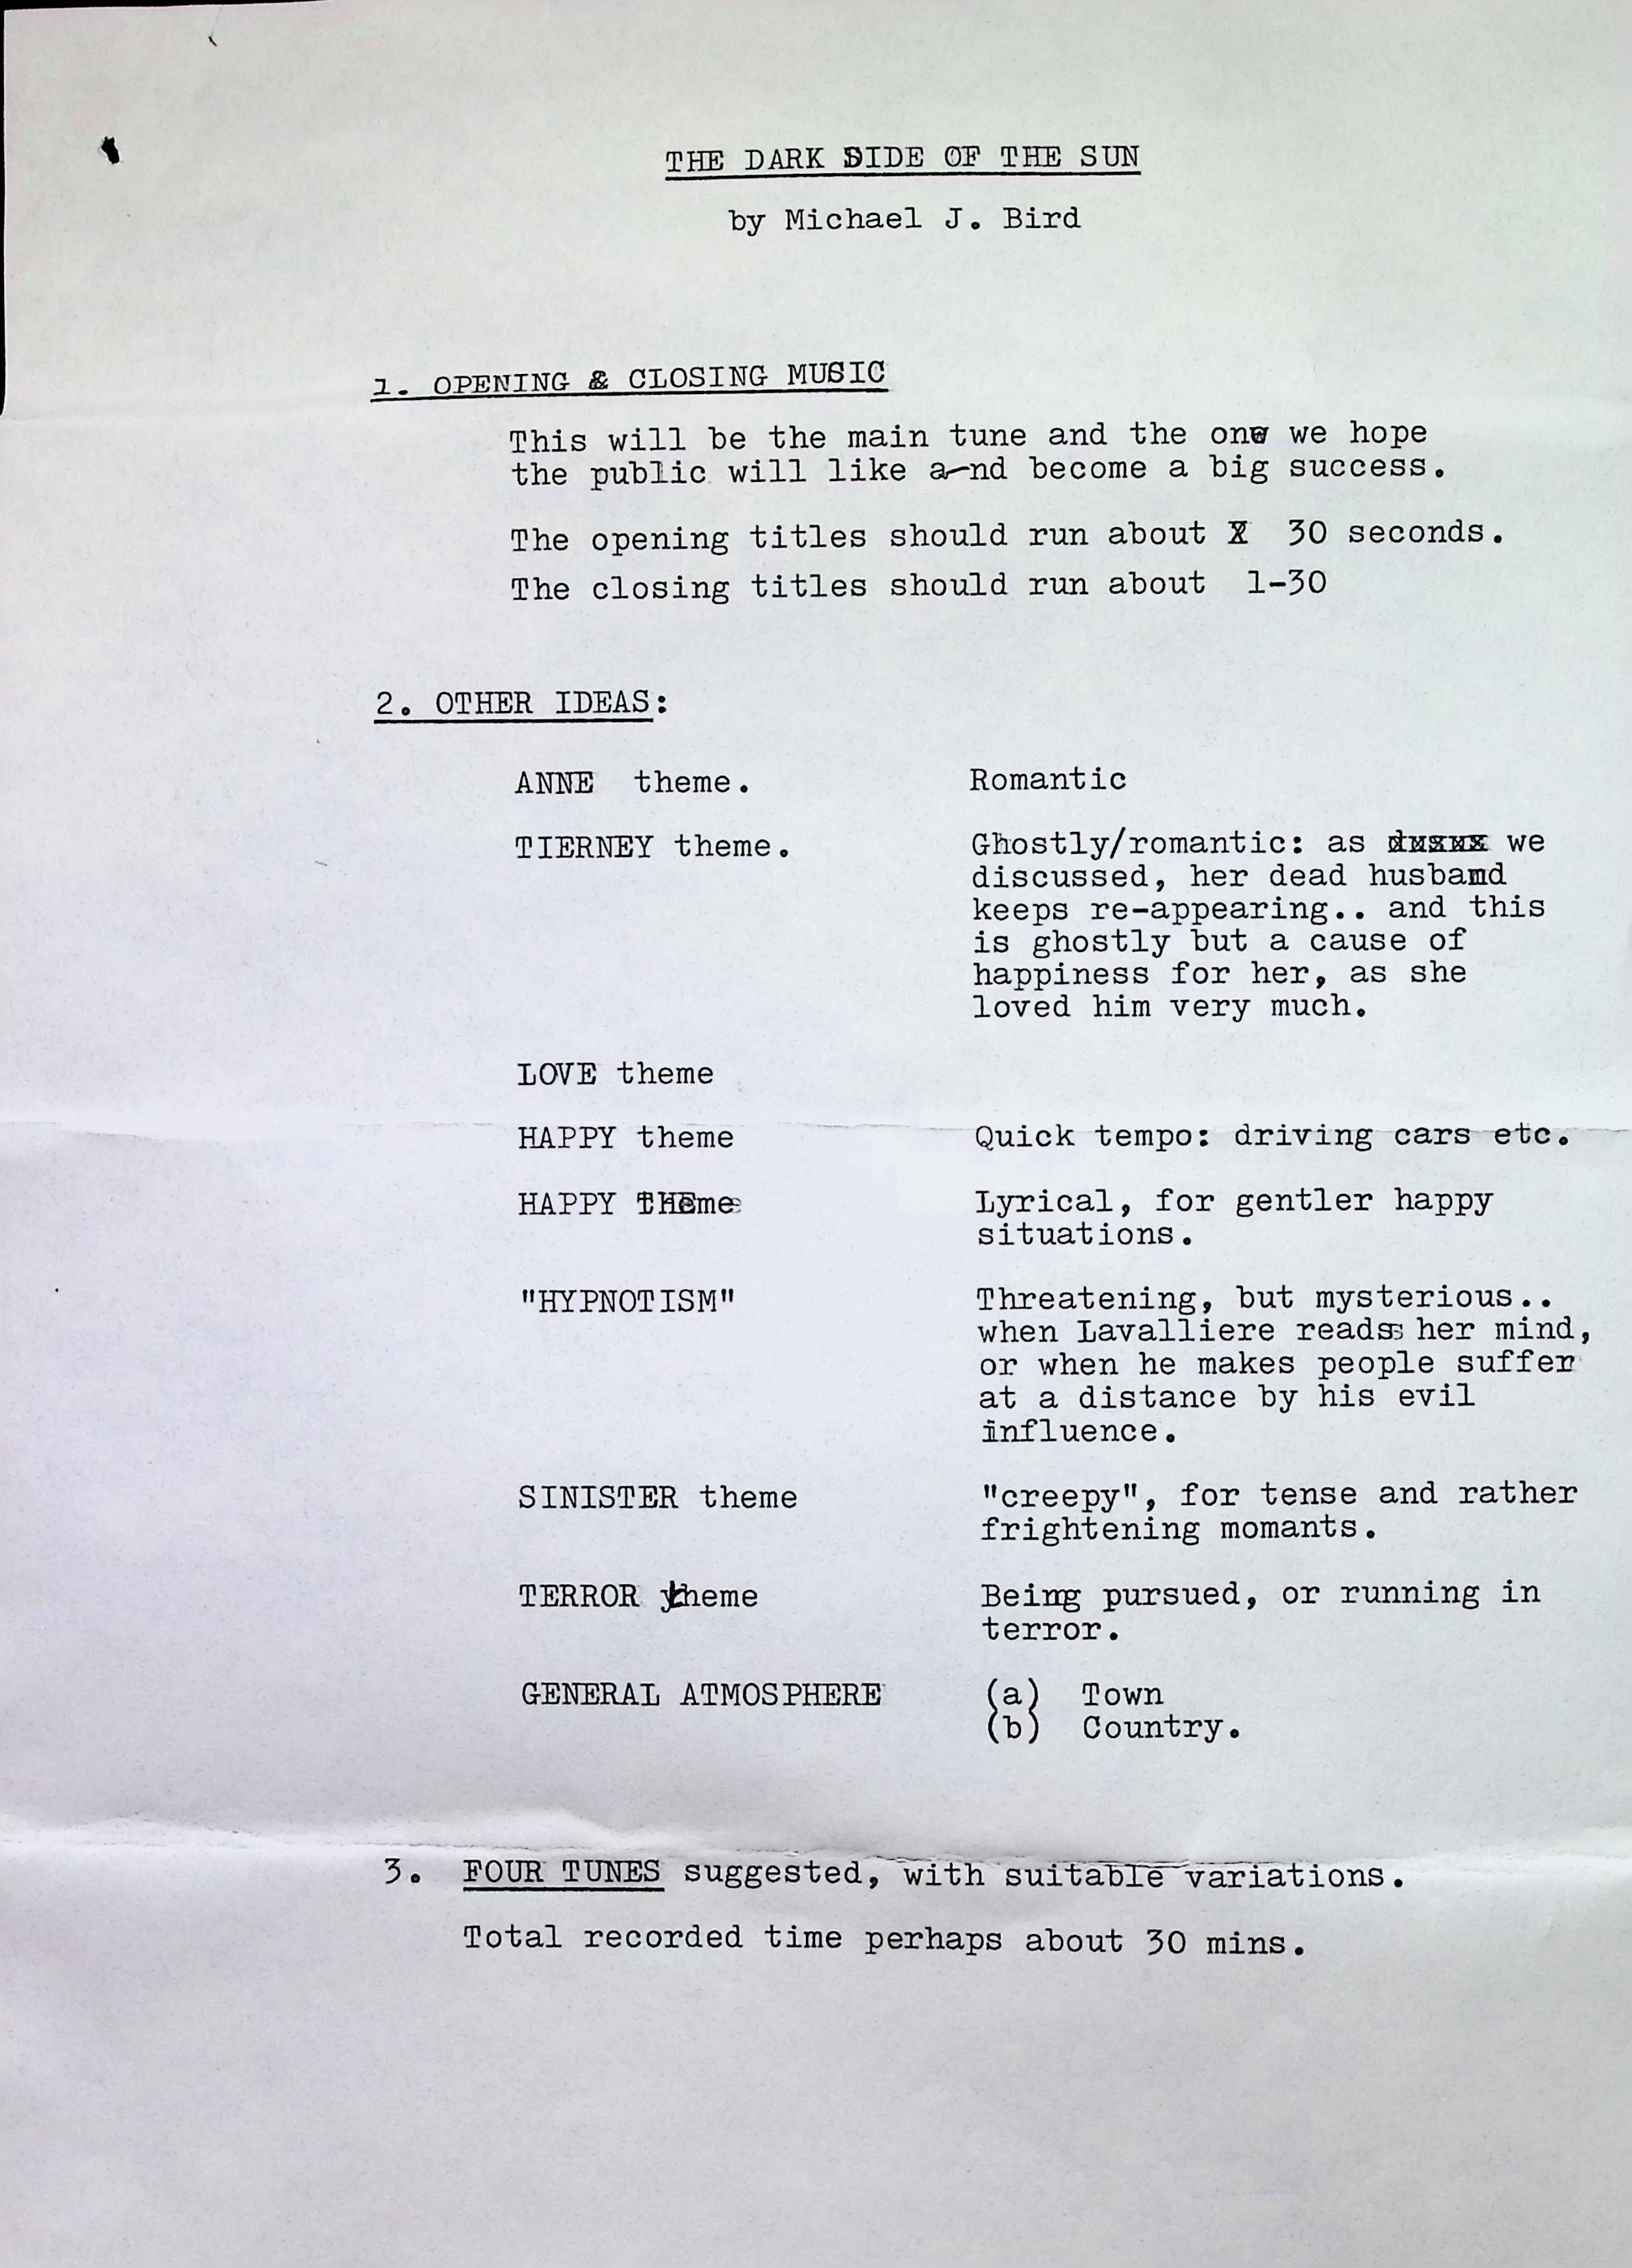 THE DARK SIDE OF THE SUN
by Michael J. Bird
1. OPENING & CLOSING MUSIC
This will be the main tune and the one we hope
the public will like a-nd become a big success.
The opening titles should run about 30 seconds.
The closing titles should run about 1-30
2. OTHER IDEAS:
ANNE theme. Romantic
TIERNEY theme. Ghostly/romantic: as we
discussed, her dead husband
keeps re-appearing.. and this
is ghostly but a cause of
happiness for her, as she
loved him very much.
LOVE theme
HAPPY theme Quick tempo: driving cars etc.
HAPPY THEme Lyrical, for gentler happy
situations.
"HYPNOTISM" Threatening, but mysterious..
when Lavalliere reads her mind,
or when he makes people suffer
at a distance by his evil
influence.
SINISTER theme "creepy", for tense and rather
frightening momants.
TERROR theme Being pursued, or running in
terror.
GENERAL ATMOSPHERE (a) Town
(b) Country.
3. FOUR TUNES suggested, with suitable variations.
Total recorded time perhaps about 30 mins.